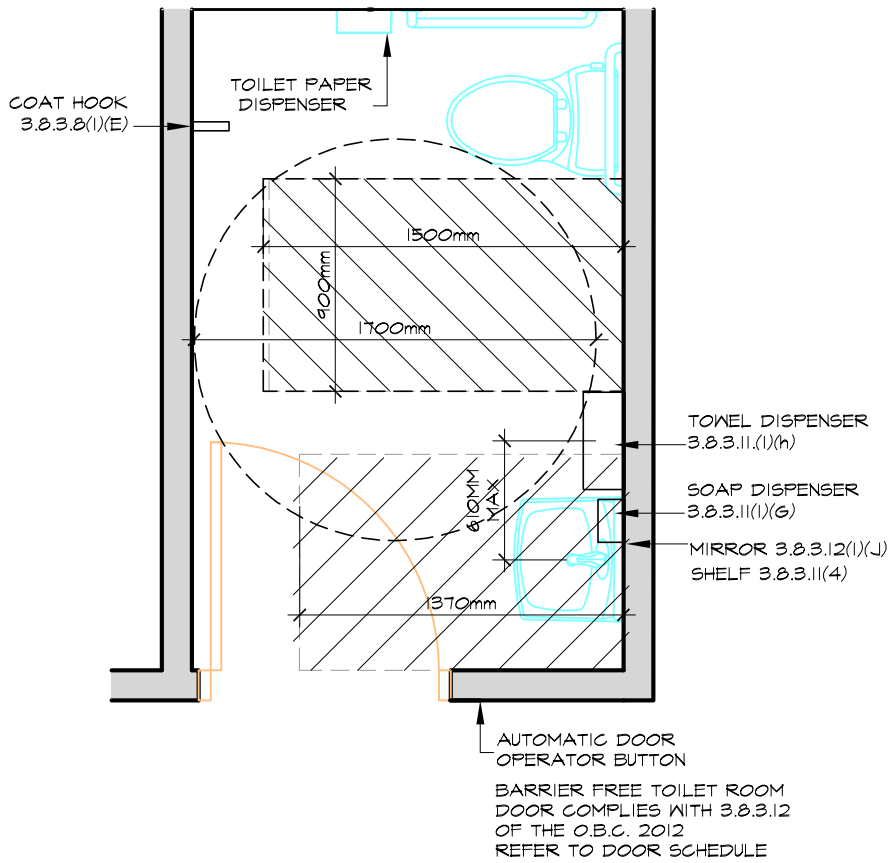 TOILET PAPER
DISPENSER
COAT HOOK
3.8.3.8(1)(E)
1500mm
900mm
1700mm
TOWEL DISPENSER
3.8.3.11.(1)(h)
610MM
MAX
SOAP DISPENSER
3.8.3.11(1)(G)
MIRROR 3.8.3.12(1)(J)
SHELF 3.8.3.11(4)
1370mm
AUTOMATIC DOOR
OPERATOR BUTTON
BARRIER FREE TOILET ROOM
DOOR COMPLIES WITH 3.8.3.12
OF THE O.B.C. 2012
REFER TO DOOR SCHEDULE